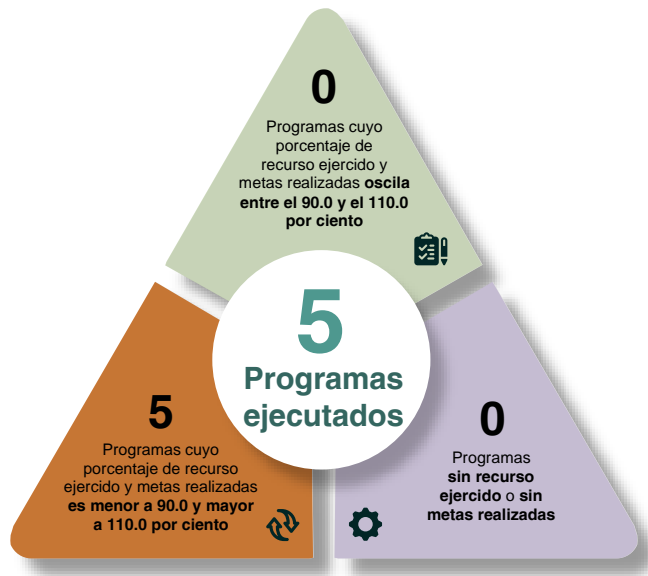 0
Programas cuyo
porcentaje de
recurso ejercido y
metas realizadas oscila
entre el 90.0 y el 110.0
por ciento
5
Programas
ejecutados
5
Programas cuyo
porcentaje de recurso
ejercido y metas realizadas
es menor a 90.0 y mayor
a 110.0 por ciento
0
Programas
sin recurso
ejercido o sin
metas realizadas